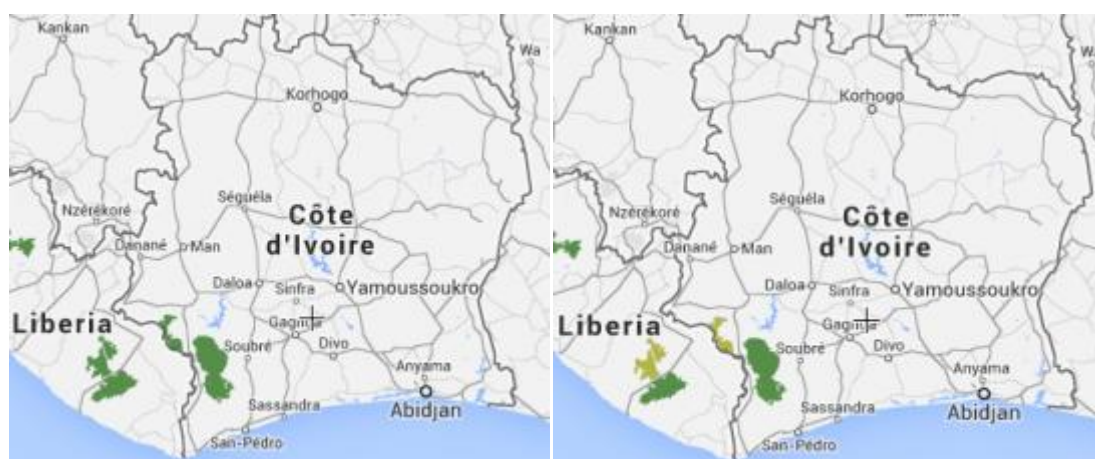 Kankan
Wa
Korhogo
Séguéla
Nzérékoré
Côte
d'Ivoire
Danané
Man
Daloa
Sinfra
Yamoussoukro
Liberia
Soubré
Divo
Anyama
Sassandra
Abidjan
San-Pédro
Kankan
Wa
Korhogo
Séguéla
Nzérékoré
Côte
d'Ivoire
Danané
Man
Daloa
Sinfra
Yamoussoukro
Liberia
Soubré
Divo
Anyama
Sassandra
Abidjan
San-Pédro